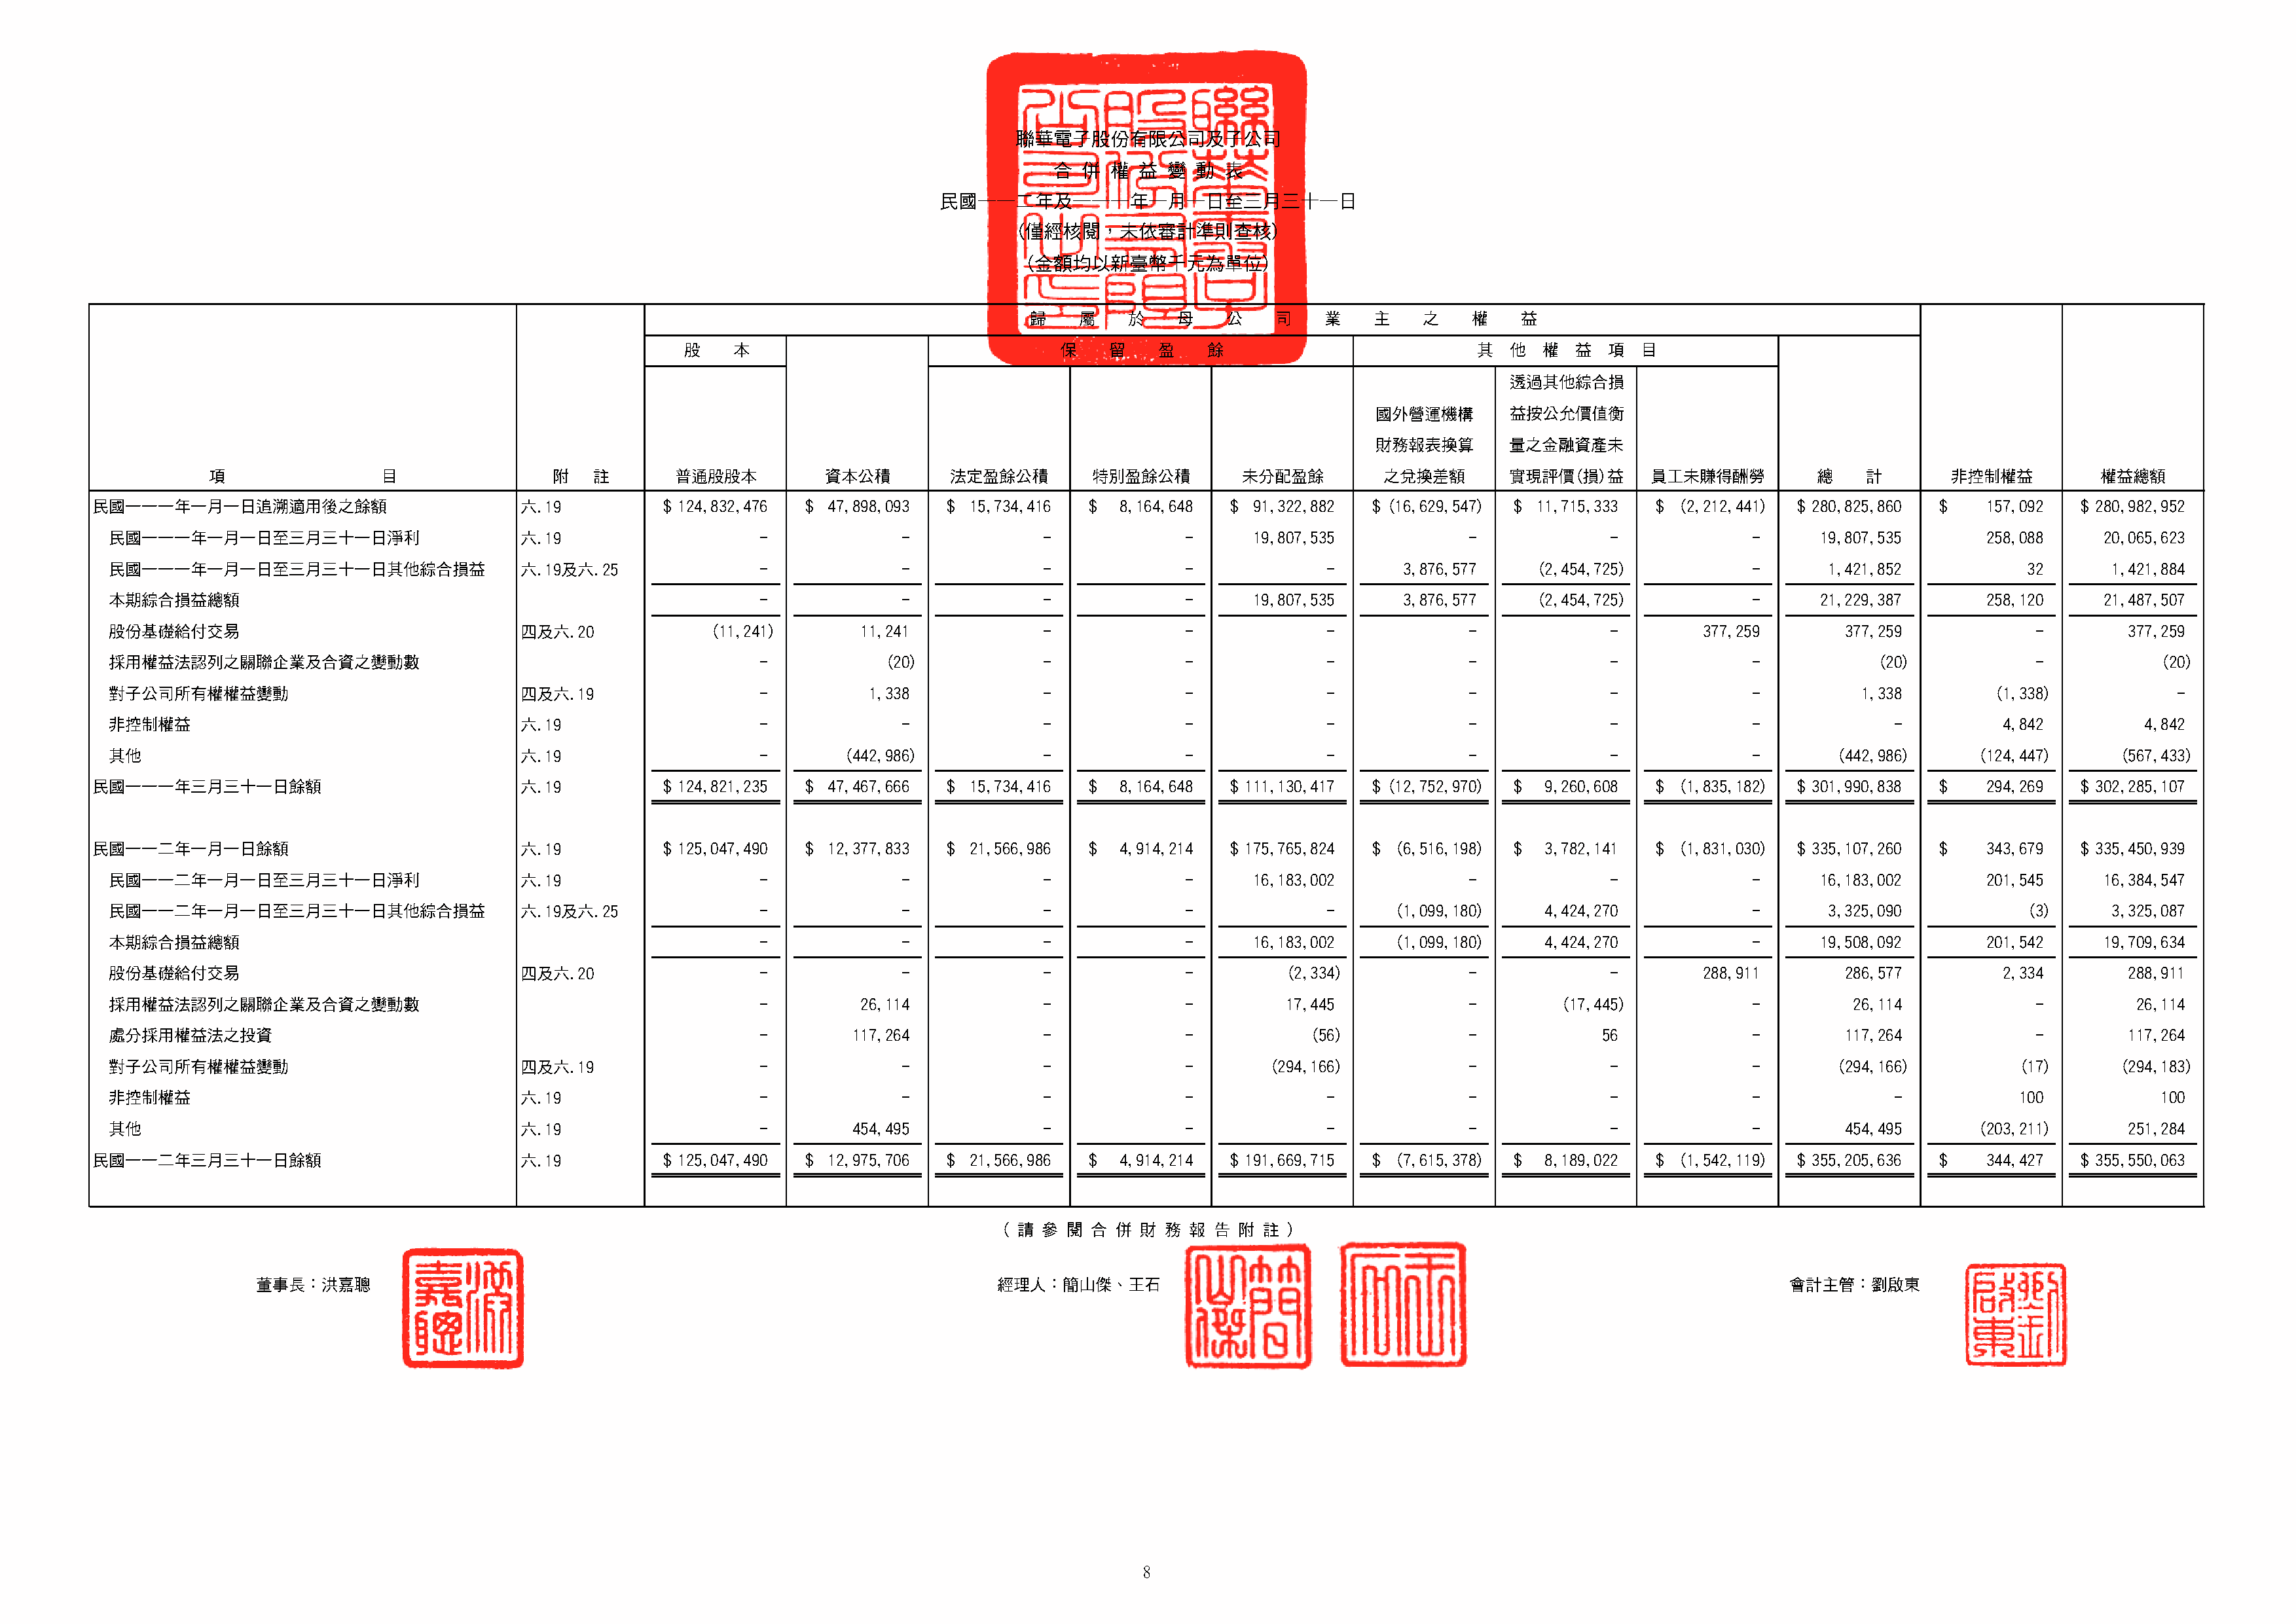 聯華電子股份有限公司及子公司
合併權益變動表
民國一一二年及一一一年一月一日至三月三十一日
(僅經核閱，未依審計準則查核)
(金額均以新臺幣千元為單位)
歸 屬 於 母 公 司 業 主 之 權 益
股 本 保 留 盈 餘 其 他 權 益 項 目
透過其他綜合損
國外營運機構 益按公允價值衡
財務報表換算 量之金融資產未
項 目 附 註 普通股股本 資本公積 法定盈餘公積 特別盈餘公積 未分配盈餘 之兌換差額 實現評價(損)益 員工未賺得酬勞 總 計 非控制權益 權益總額
民國一一一年一月一日追溯適用後之餘額 六.19 $ 124,832,476 $ 47,898,093 $ 15,734,416 $ 8,164,648 $ 91,322,882 $ (16,629,547) $ 11,715,333 $ (2,212,441) $ 280,825,860 $ 157,092 $ 280,982,952
民國一一一年一月一日至三月三十一日淨利 六.19 - - - - 19,807,535 - - - 19,807,535 258,088 20,065,623
民國一一一年一月一日至三月三十一日其他綜合損益 六.19及六.25 - - - - - 3,876,577 (2,454,725) - 1,421,852 32 1,421,884
本期綜合損益總額 - - - - 19,807,535 3,876,577 (2,454,725) - 21,229,387 258,120 21,487,507
股份基礎給付交易 四及六.20 (11,241) 11,241 - - - - - 377,259 377,259 - 377,259
採用權益法認列之關聯企業及合資之變動數 - (20) - - - - - - (20) - (20)
對子公司所有權權益變動 四及六.19 - 1,338 - - - - - - 1,338 (1,338) -
非控制權益 六.19 - - - - - - - - - 4,842 4,842
其他 六.19 - (442,986) - - - - - - (442,986) (124,447) (567,433)
民國一一一年三月三十一日餘額 六.19 $ 124,821,235 $ 47,467,666 $ 15,734,416 $ 8,164,648 $ 111,130,417 $ (12,752,970) $ 9,260,608 $ (1,835,182) $ 301,990,838 $ 294,269 $ 302,285,107
民國一一二年一月一日餘額 六.19 $ 125,047,490 $ 12,377,833 $ 21,566,986 $ 4,914,214 $ 175,765,824 $ (6,516,198) $ 3,782,141 $ (1,831,030) $ 335,107,260 $ 343,679 $ 335,450,939
民國一一二年一月一日至三月三十一日淨利 六.19 - - - - 16,183,002 - - - 16,183,002 201,545 16,384,547
民國一一二年一月一日至三月三十一日其他綜合損益 六.19及六.25 - - - - - (1,099,180) 4,424,270 - 3,325,090 (3) 3,325,087
本期綜合損益總額 - - - - 16,183,002 (1,099,180) 4,424,270 - 19,508,092 201,542 19,709,634
股份基礎給付交易 四及六.20 - - - - (2,334) - - 288,911 286,577 2,334 288,911
採用權益法認列之關聯企業及合資之變動數 - 26,114 - - 17,445 - (17,445) - 26,114 - 26,114
處分採用權益法之投資 - 117,264 - - (56) - 56 - 117,264 - 117,264
對子公司所有權權益變動 四及六.19 - - - - (294,166) - - - (294,166) (17) (294,183)
非控制權益 六.19 - - - - - - - - - 100 100
其他 六.19 - 454,495 - - - - - - 454,495 (203,211) 251,284
民國一一二年三月三十一日餘額 六.19 $ 125,047,490 $ 12,975,706 $ 21,566,986 $ 4,914,214 $ 191,669,715 $ (7,615,378) $ 8,189,022 $ (1,542,119) $ 355,205,636 $ 344,427 $ 355,550,063
(請參閱合併財務報告附註)
董事長：洪嘉聰 經理人：簡山傑、王石 會計主管：劉啟東
8